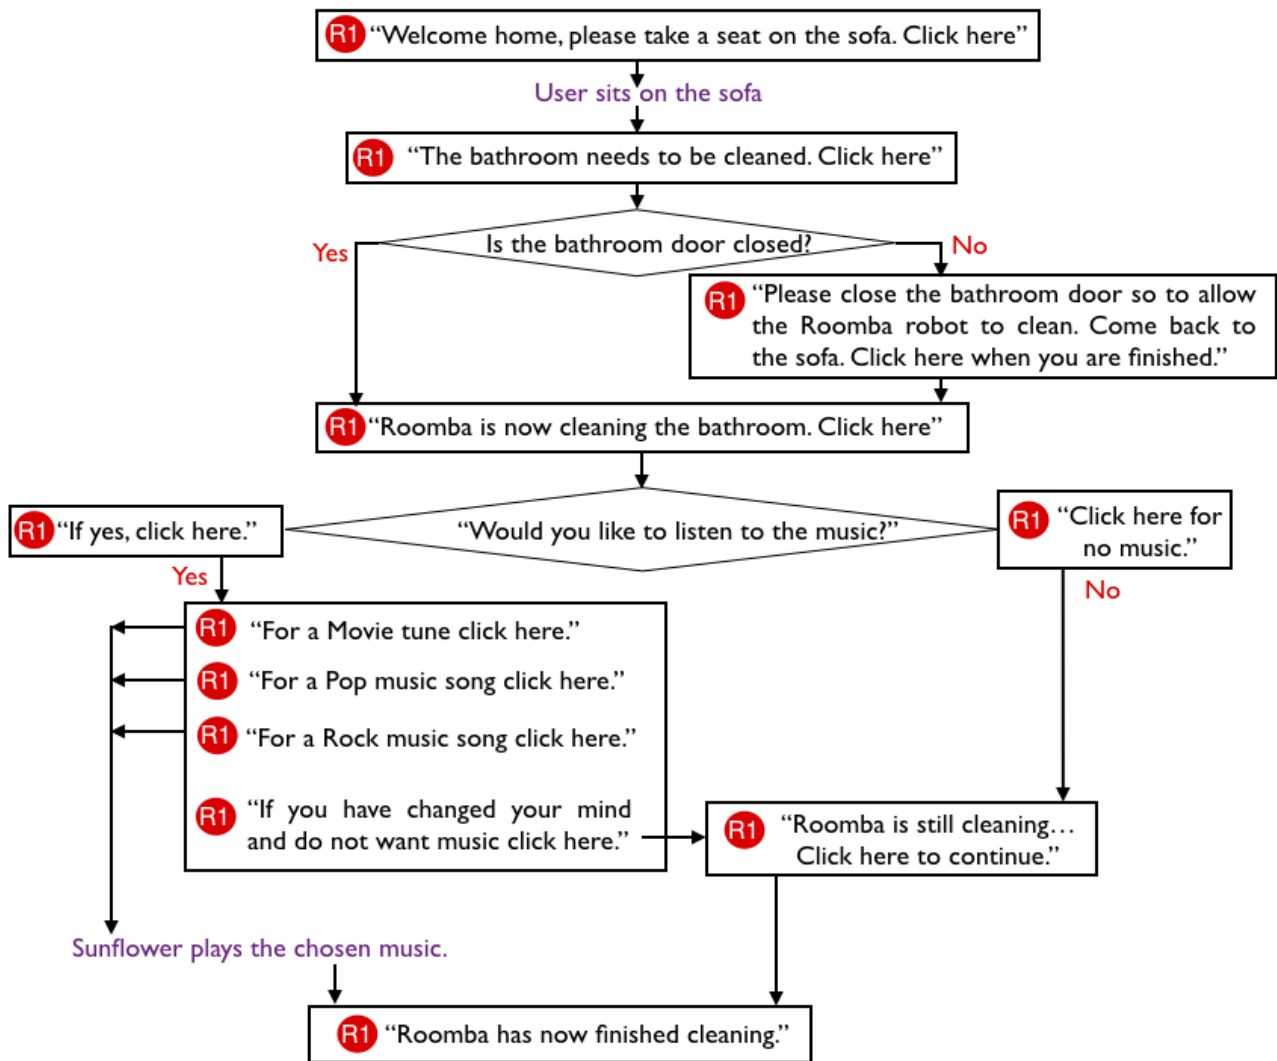 R1 “Welcome home, please take a seat on the sofa. Click here”
User sits on the sofa
R1 “The bathroom needs to be cleaned. Click here”
Is the bathroom door closed?
Yes
No
R1 “Please close the bathroom door so to allow
the Roomba robot to clean. Come back to
the sofa. Click here when you are finished.”
R1 “Roomba is now cleaning the bathroom. Click here”
“Would you like to listen to the music?”
R1 “If yes, click here.”
R1 “Click here for
no music.”
Yes
No
R1 “For a Movie tune click here.”
R1 “For a Pop music song click here.”
R1 “For a Rock music song click here.”
R1 “If you have changed your mind
and do not want music click here.”
R1 “Roomba is still cleaning...
Click here to continue.”
Sunflower plays the chosen music.
R1 “Roomba has now finished cleaning.”